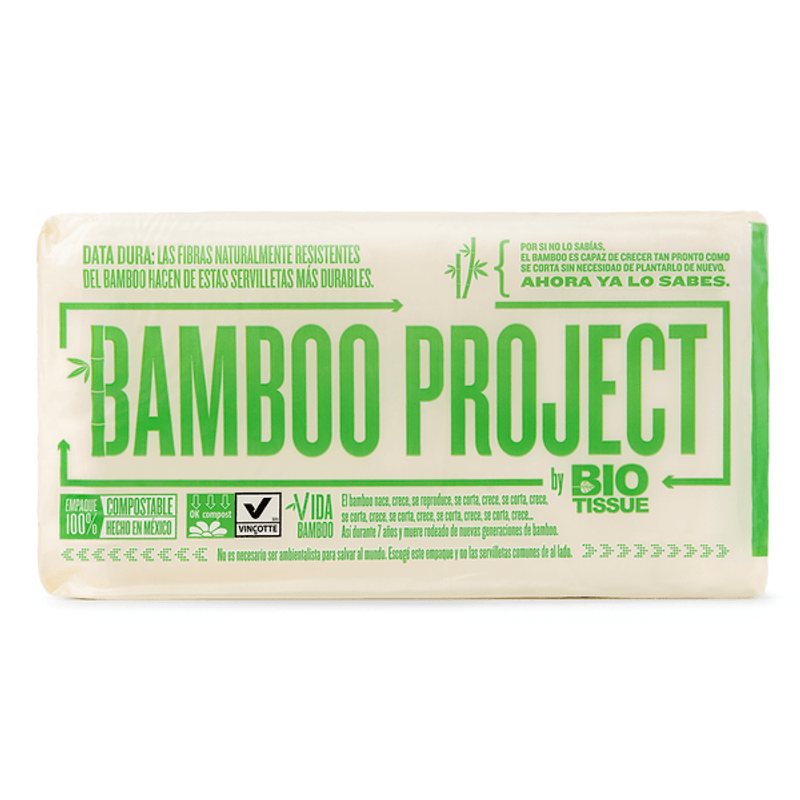 DATA DURA: LAS FIBRAS NATURALMENTE RESISTENTES
DEL BAMBOO HACEN DE ESTAS SERVILLETAS MÁS DURABLES.
POR SI NO LO SABÍAS,
EL BAMBOO ES CAPAZ DE CRECER TAN PRONTO COMO
SE CORTA SIN NECESIDAD DE PLANTARLO DE NUEVO.
AHORA YA LO SABES.
BAMBOO PROJECT
by BIO
TISSUE
EMPAQUE
100%
COMPOSTABLE
HECHO EN MÉXICO
OK compost
VINÇOTTE
VIDA
BAMBOO
El bamboo nace, crece, se reproduce, se corta, crece, se corta, crece,
se corta, crece, se corta, crece, se corta, crece, se corta, crece...
Así durante 7 años y muere rodeado de nuevas generaciones de bamboo.
No es necesario ser ambientalista para salvar al mundo. Escogé este empaque y no las servilletas comunes de al lado.